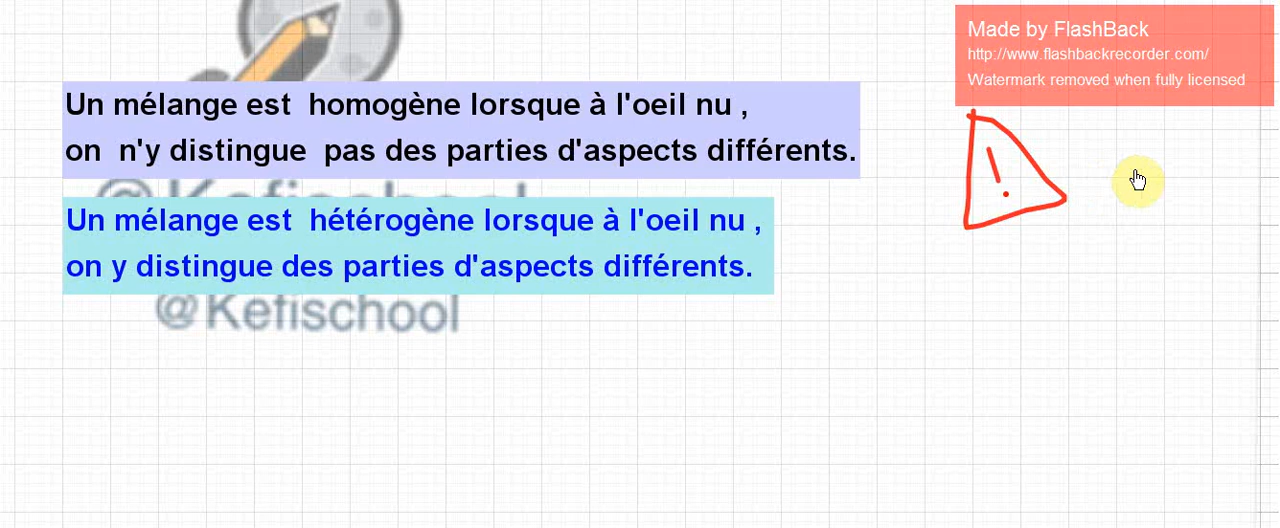 Made by FlashBack
http://www.flashbackrecorder.com/
Watermark removed when fully licensed
Un mélange est homogène lorsque à l'oeil nu ,
on n'y distingue pas des parties d'aspects différents.
@Kefischool
Un mélange est hétérogène lorsque à l'oeil nu ,
on y distingue des parties d'aspects différents.
@Kefischool
!